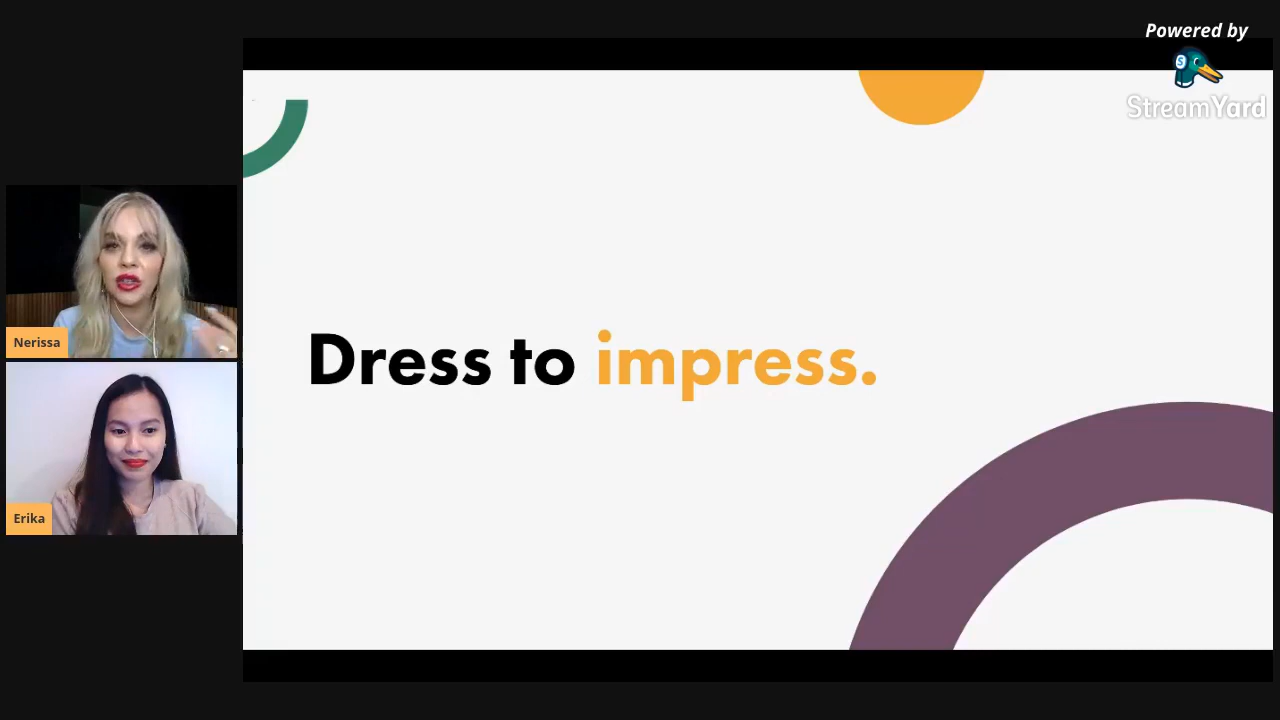 Powered by
StreamYard
Dress to impress.
Nerissa
Erika